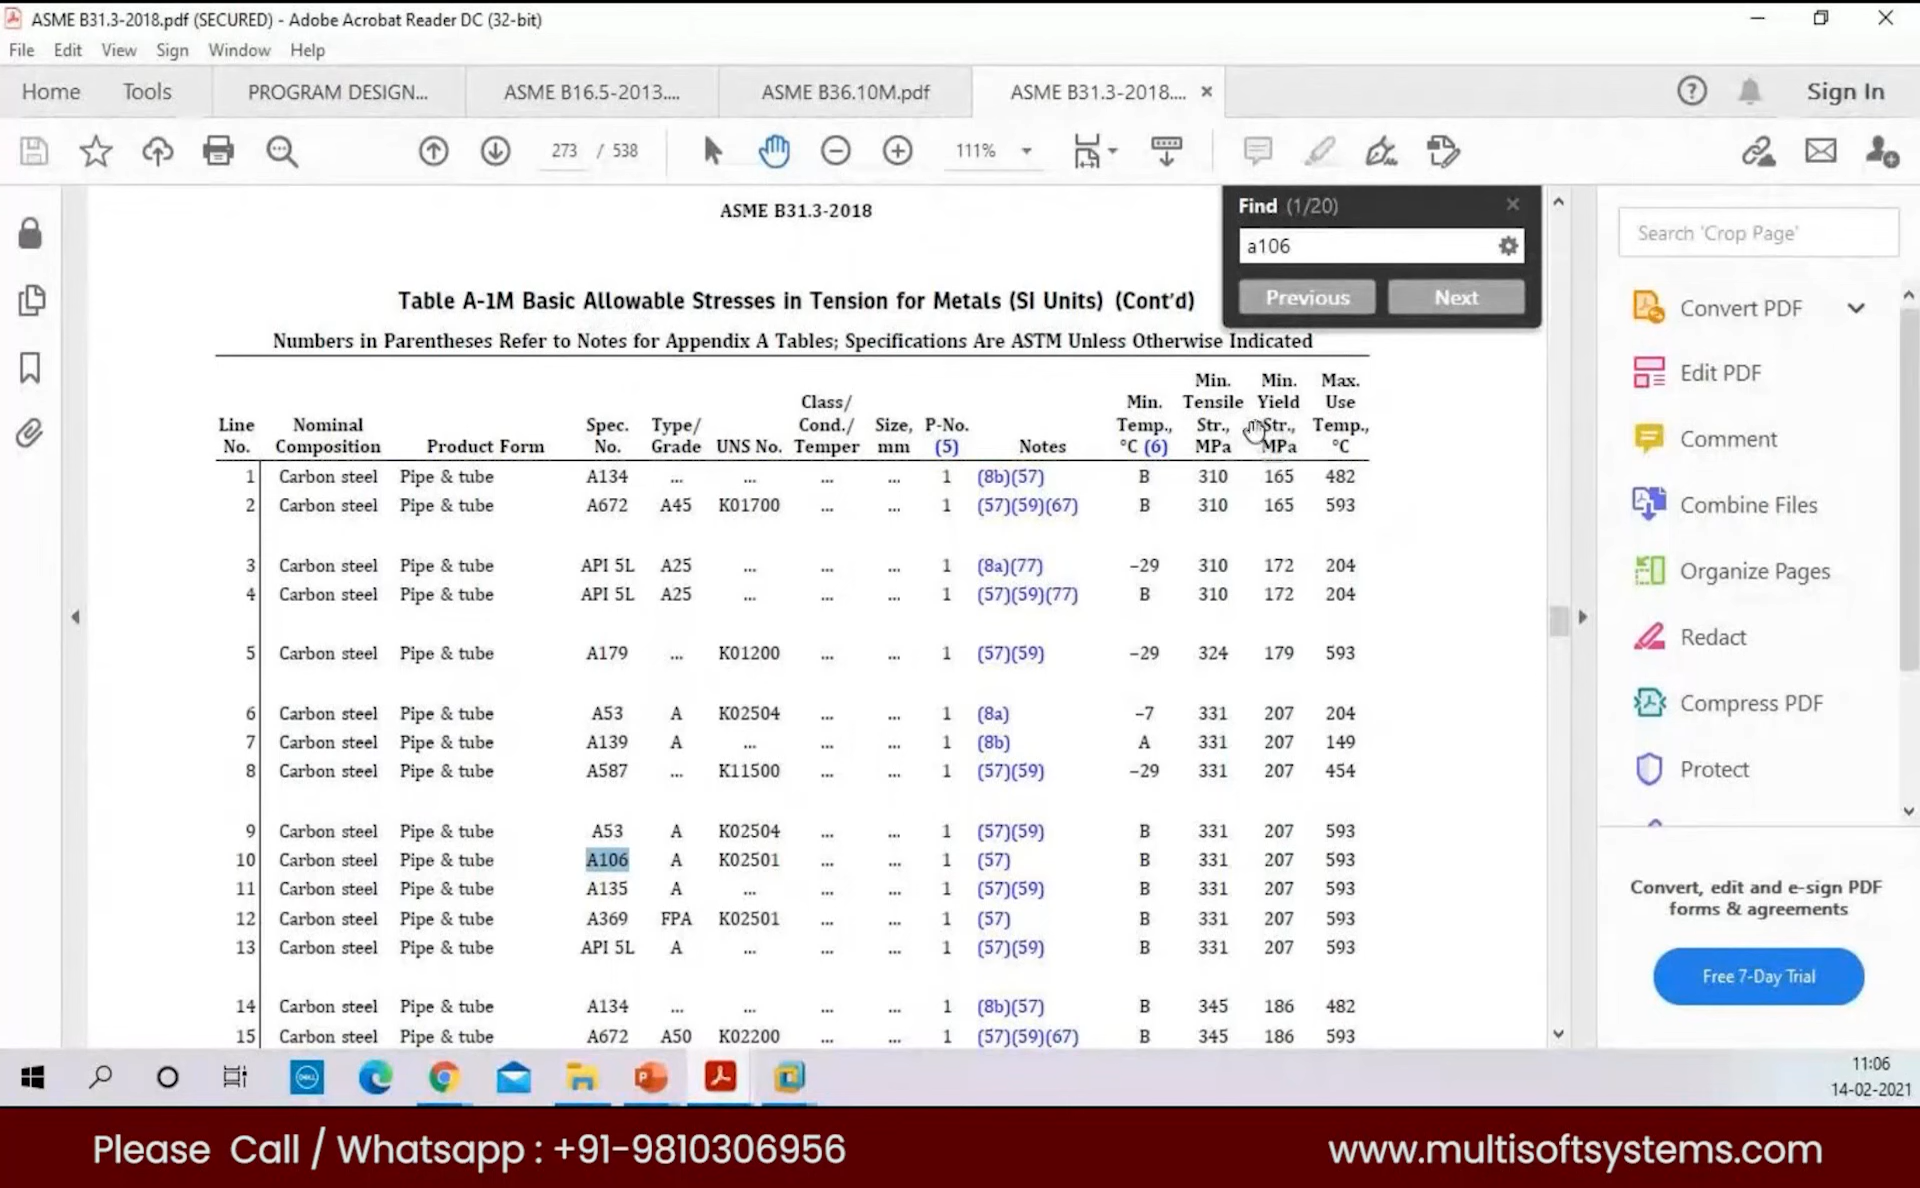 ASME B31.3-2018.pdf (SECURED) - Adobe Acrobat Reader DC (32-bit)
File Edit View Sign Window Help
Home Tools PROGRAM DESIGN... ASME B16.5-2013.... ASME B36.10M.pdf ASME B31.3-2018.... × Sign In
273 / 538 111%
ASME B31.3-2018
Find (1/20)
a106
Previous Next
Table A-1M Basic Allowable Stresses in Tension for Metals (SI Units) (Cont'd)
Numbers in Parentheses Refer to Notes for Appendix A Tables; Specifications Are ASTM Unless Otherwise Indicated
Min. Min. Max.
Class/ Min. Tensile Yield Use
Line Nominal Spec. Type/ Cond./ Size, P-No. Temp., Str., Str., Temp.,
No. Composition Product Form No. Grade UNS No. Temper mm (5) Notes °C (6) MPa MPa °C
1 Carbon steel Pipe & tube A134 ... ... ... ... 1 (8b)(57) B 310 165 482
2 Carbon steel Pipe & tube A672 A45 K01700 ... ... 1 (57)(59)(67) B 310 165 593
3 Carbon steel Pipe & tube API 5L A25 ... ... ... 1 (8a)(77) −29 310 172 204
4 Carbon steel Pipe & tube API 5L A25 ... ... ... 1 (57)(59)(77) B 310 172 204
5 Carbon steel Pipe & tube A179 ... K01200 ... ... 1 (57)(59) −29 324 179 593
6 Carbon steel Pipe & tube A53 A K02504 ... ... 1 (8a) −7 331 207 204
7 Carbon steel Pipe & tube A139 A ... ... ... 1 (8b) A 331 207 149
8 Carbon steel Pipe & tube A587 ... K11500 ... ... 1 (57)(59) −29 331 207 454
9 Carbon steel Pipe & tube A53 A K02504 ... ... 1 (57)(59) B 331 207 593
10 Carbon steel Pipe & tube A106 A K02501 ... ... 1 (57) B 331 207 593
11 Carbon steel Pipe & tube A135 A ... ... ... 1 (57)(59) B 331 207 593
12 Carbon steel Pipe & tube A369 FPA K02501 ... ... 1 (57) B 331 207 593
13 Carbon steel Pipe & tube API 5L A ... ... ... 1 (57)(59) B 331 207 593
14 Carbon steel Pipe & tube A134 ... ... ... ... 1 (8b)(57) B 345 186 482
15 Carbon steel Pipe & tube A672 A50 K02200 ... ... 1 (57)(59)(67) B 345 186 593
Search 'Crop Page'
Convert PDF
Edit PDF
Comment
Combine Files
Organize Pages
Redact
Compress PDF
Protect
Convert, edit and e-sign PDF
forms & agreements
Free 7-Day Trial
DELL
11:06
14-02-2021
Please Call / Whatsapp : +91-9810306956
www.multisoftsystems.com